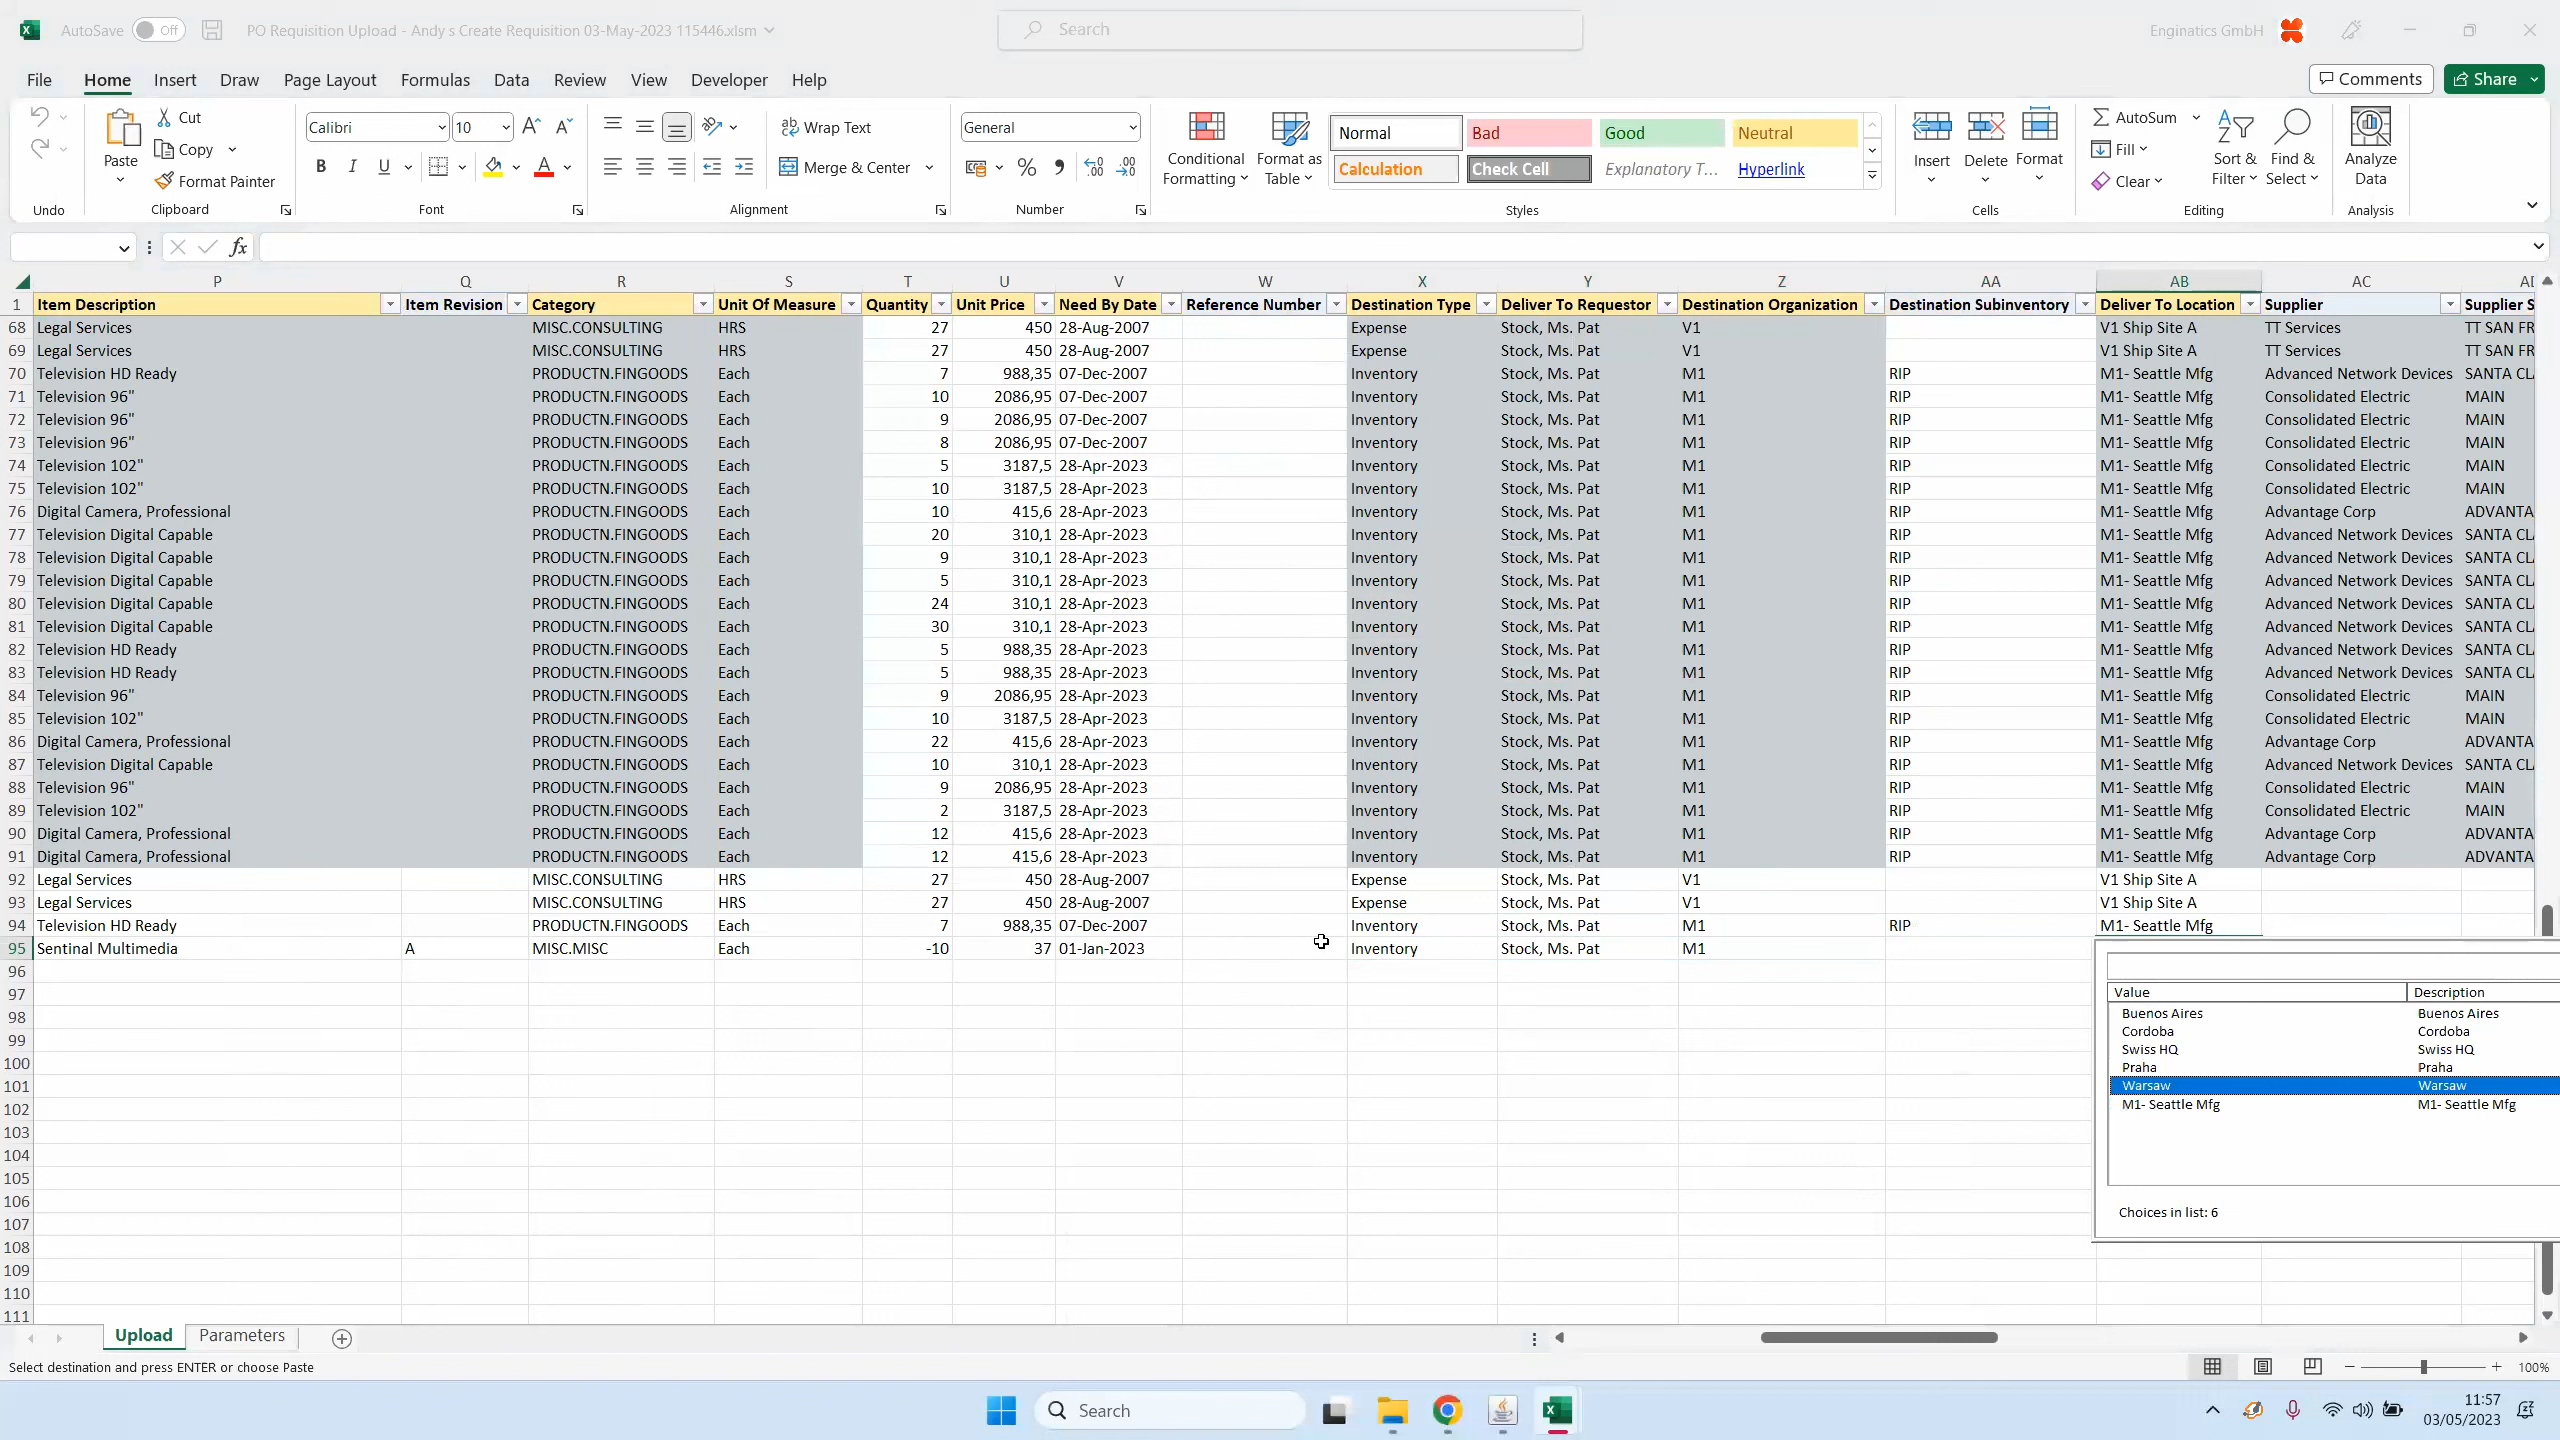 AutoSave Off PO Requisition Upload - Andy s Create Requisition 03-May-2023 115446.xlsm Search Enginatics GmbH
File Home Insert Draw Page Layout Formulas Data Review View Developer Help Comments Share
Paste Cut Copy Format Painter Calibri 10 B I U A Wrap Text Merge & Center General % Conditional Formatting Format as Table Normal Bad Good Neutral Calculation Check Cell Explanatory T... Hyperlink Insert Delete Format AutoSum Fill Clear Sort & Filter Find & Select Analyze Data
Undo Clipboard Font Alignment Number Styles Cells Editing Analysis
fx
P Q R S T U V W X Y Z AA AB AC
1 Item Description Item Revision Category Unit Of Measure Quantity Unit Price Need By Date Reference Number Destination Type Deliver To Requestor Destination Organization Destination Subinventory Deliver To Location Supplier Supplier S
68 Legal Services MISC.CONSULTING HRS 27 450 28-Aug-2007 Expense Stock, Ms. Pat V1 V1 Ship Site A TT Services TT SAN FR
69 Legal Services MISC.CONSULTING HRS 27 450 28-Aug-2007 Expense Stock, Ms. Pat V1 V1 Ship Site A TT Services TT SAN FR
70 Television HD Ready PRODUCTN.FINGOODS Each 7 988,35 07-Dec-2007 Inventory Stock, Ms. Pat M1 RIP M1- Seattle Mfg Advanced Network Devices SANTA CL
71 Television 96" PRODUCTN.FINGOODS Each 10 2086,95 07-Dec-2007 Inventory Stock, Ms. Pat M1 RIP M1- Seattle Mfg Consolidated Electric MAIN
72 Television 96" PRODUCTN.FINGOODS Each 9 2086,95 07-Dec-2007 Inventory Stock, Ms. Pat M1 RIP M1- Seattle Mfg Consolidated Electric MAIN
73 Television 96" PRODUCTN.FINGOODS Each 8 2086,95 07-Dec-2007 Inventory Stock, Ms. Pat M1 RIP M1- Seattle Mfg Consolidated Electric MAIN
74 Television 102" PRODUCTN.FINGOODS Each 5 3187,5 28-Apr-2023 Inventory Stock, Ms. Pat M1 RIP M1- Seattle Mfg Consolidated Electric MAIN
75 Television 102" PRODUCTN.FINGOODS Each 10 3187,5 28-Apr-2023 Inventory Stock, Ms. Pat M1 RIP M1- Seattle Mfg Consolidated Electric MAIN
76 Digital Camera, Professional PRODUCTN.FINGOODS Each 10 415,6 28-Apr-2023 Inventory Stock, Ms. Pat M1 RIP M1- Seattle Mfg Advantage Corp ADVANTA
77 Television Digital Capable PRODUCTN.FINGOODS Each 20 310,1 28-Apr-2023 Inventory Stock, Ms. Pat M1 RIP M1- Seattle Mfg Advanced Network Devices SANTA CL
78 Television Digital Capable PRODUCTN.FINGOODS Each 9 310,1 28-Apr-2023 Inventory Stock, Ms. Pat M1 RIP M1- Seattle Mfg Advanced Network Devices SANTA CL
79 Television Digital Capable PRODUCTN.FINGOODS Each 5 310,1 28-Apr-2023 Inventory Stock, Ms. Pat M1 RIP M1- Seattle Mfg Advanced Network Devices SANTA CL
80 Television Digital Capable PRODUCTN.FINGOODS Each 24 310,1 28-Apr-2023 Inventory Stock, Ms. Pat M1 RIP M1- Seattle Mfg Advanced Network Devices SANTA CL
81 Television Digital Capable PRODUCTN.FINGOODS Each 30 310,1 28-Apr-2023 Inventory Stock, Ms. Pat M1 RIP M1- Seattle Mfg Advanced Network Devices SANTA CL
82 Television HD Ready PRODUCTN.FINGOODS Each 5 988,35 28-Apr-2023 Inventory Stock, Ms. Pat M1 RIP M1- Seattle Mfg Advanced Network Devices SANTA CL
83 Television HD Ready PRODUCTN.FINGOODS Each 5 988,35 28-Apr-2023 Inventory Stock, Ms. Pat M1 RIP M1- Seattle Mfg Advanced Network Devices SANTA CL
84 Television 96" PRODUCTN.FINGOODS Each 9 2086,95 28-Apr-2023 Inventory Stock, Ms. Pat M1 RIP M1- Seattle Mfg Consolidated Electric MAIN
85 Television 102" PRODUCTN.FINGOODS Each 10 3187,5 28-Apr-2023 Inventory Stock, Ms. Pat M1 RIP M1- Seattle Mfg Consolidated Electric MAIN
86 Digital Camera, Professional PRODUCTN.FINGOODS Each 22 415,6 28-Apr-2023 Inventory Stock, Ms. Pat M1 RIP M1- Seattle Mfg Advantage Corp ADVANTA
87 Television Digital Capable PRODUCTN.FINGOODS Each 10 310,1 28-Apr-2023 Inventory Stock, Ms. Pat M1 RIP M1- Seattle Mfg Advanced Network Devices SANTA CL
88 Television 96" PRODUCTN.FINGOODS Each 9 2086,95 28-Apr-2023 Inventory Stock, Ms. Pat M1 RIP M1- Seattle Mfg Consolidated Electric MAIN
89 Television 102" PRODUCTN.FINGOODS Each 2 3187,5 28-Apr-2023 Inventory Stock, Ms. Pat M1 RIP M1- Seattle Mfg Consolidated Electric MAIN
90 Digital Camera, Professional PRODUCTN.FINGOODS Each 12 415,6 28-Apr-2023 Inventory Stock, Ms. Pat M1 RIP M1- Seattle Mfg Advantage Corp ADVANTA
91 Digital Camera, Professional PRODUCTN.FINGOODS Each 12 415,6 28-Apr-2023 Inventory Stock, Ms. Pat M1 RIP M1- Seattle Mfg Advantage Corp ADVANTA
92 Legal Services MISC.CONSULTING HRS 27 450 28-Aug-2007 Expense Stock, Ms. Pat V1 V1 Ship Site A
93 Legal Services MISC.CONSULTING HRS 27 450 28-Aug-2007 Expense Stock, Ms. Pat V1 V1 Ship Site A
94 Television HD Ready PRODUCTN.FINGOODS Each 7 988,35 07-Dec-2007 Inventory Stock, Ms. Pat M1 RIP M1- Seattle Mfg
95 Sentinal Multimedia A MISC.MISC Each -10 37 01-Jan-2023 Inventory Stock, Ms. Pat M1
96
97
98
99
100
101
102
103
104
105
106
107
108
109
110
111
Value Description
Buenos Aires Buenos Aires
Cordoba Cordoba
Swiss HQ Swiss HQ
Praha Praha
Warsaw Warsaw
M1- Seattle Mfg M1- Seattle Mfg
Choices in list: 6
Upload Parameters
Select destination and press ENTER or choose Paste 100%
Search 11:57
03/05/2023